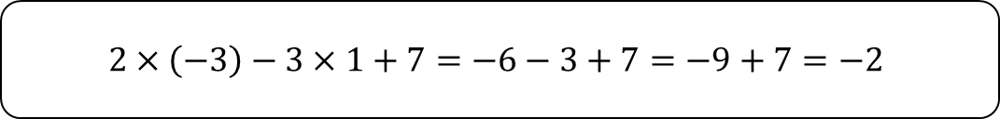 2 × (−3) − 3 × 1 + 7 = −6 − 3 + 7 = −9 + 7 = −2